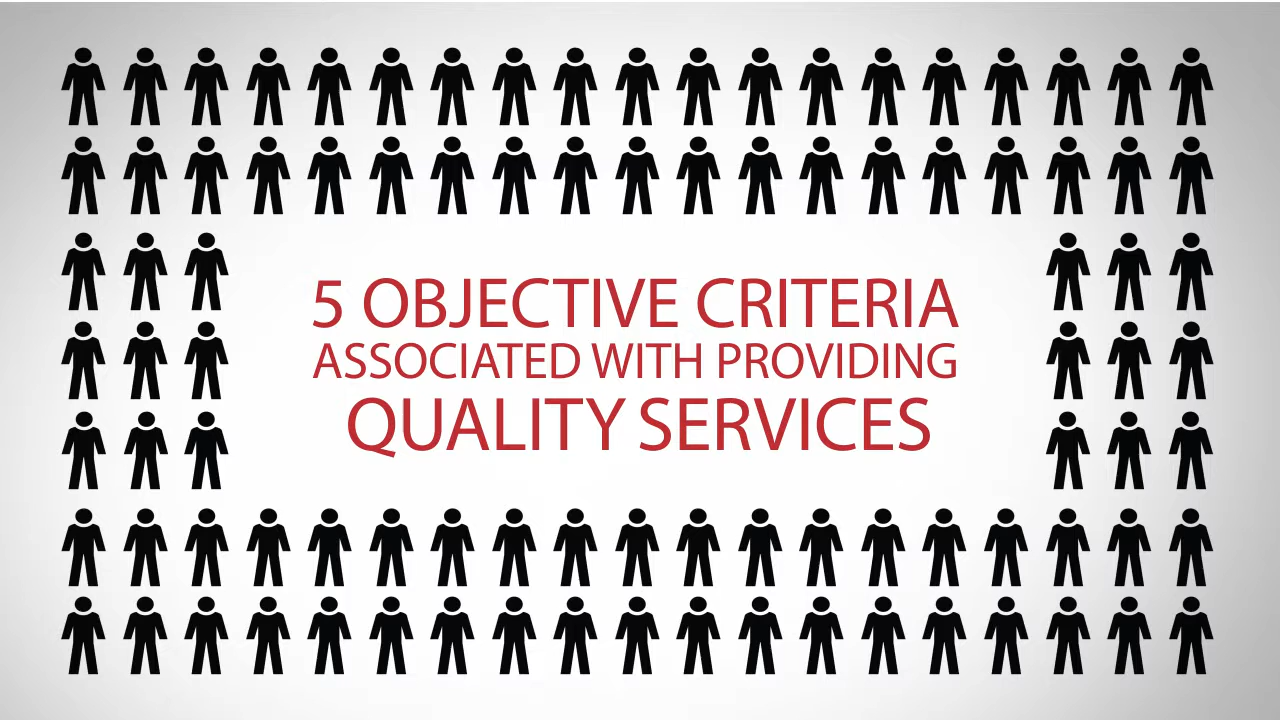 5 OBJECTIVE CRITERIA
ASSOCIATED WITH PROVIDING
QUALITY SERVICES